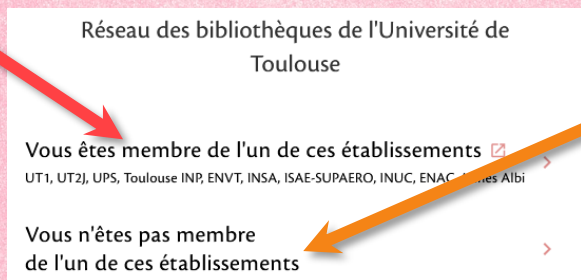 Réseau des bibliothèques de l'Université de
Toulouse
Vous êtes membre de l'un de ces établissements
UT1, UT2J, UPS, Toulouse INP, ENVT, INSA, ISAE-SUPAERO, INUC, ENAC, Albi
Vous n'êtes pas membre
de l'un de ces établissements